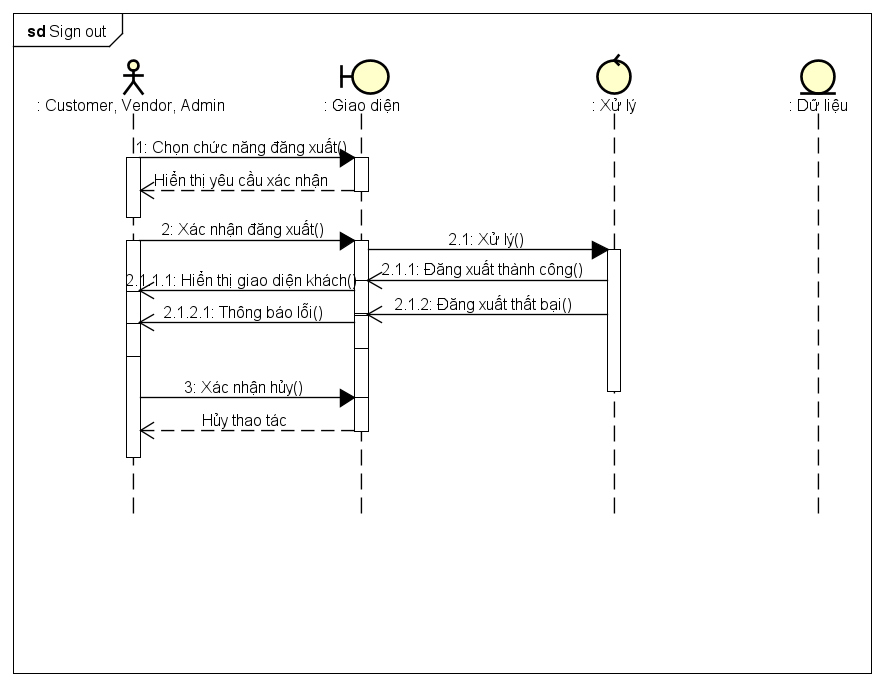 sd Sign out
: Customer, Vendor, Admin
: Giao diện
: Xử lý
: Dữ liệu
1: Chọn chức năng đăng xuất()
Hiển thị yêu cầu xác nhận
2: Xác nhận đăng xuất()
2.1: Xử lý()
2.1.1: Đăng xuất thành công()
2.1.1.1: Hiển thị giao diện khách()
2.1.2: Đăng xuất thất bại()
2.1.2.1: Thông báo lỗi()
3: Xác nhận hủy()
Hủy thao tác